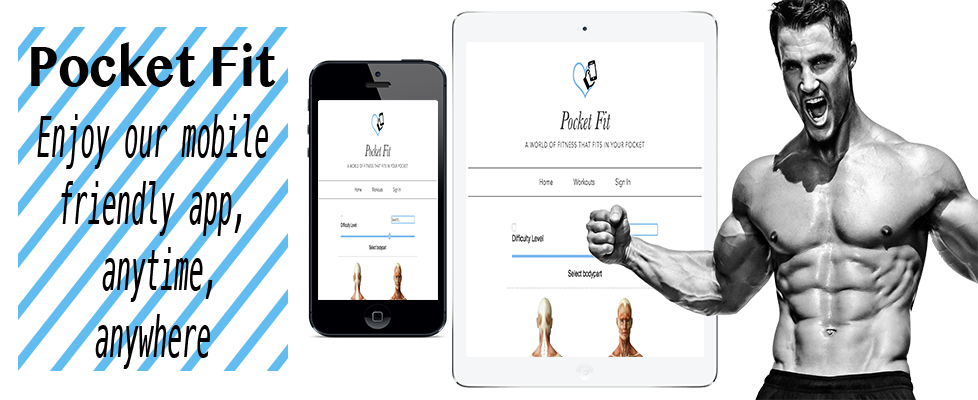 Pocket Fit
Enjoy our mobile
friendly app,
anytime,
anywhere
Pocket Fit
A WORLD OF FITNESS THAT FITS IN YOUR POCKET
Home Workouts Sign In
Difficulty Level
Select bodypart
Pocket Fit
A WORLD OF FITNESS THAT FITS IN YOUR POCKET
Home Workouts Sign In
Difficulty Level
Select bodypart